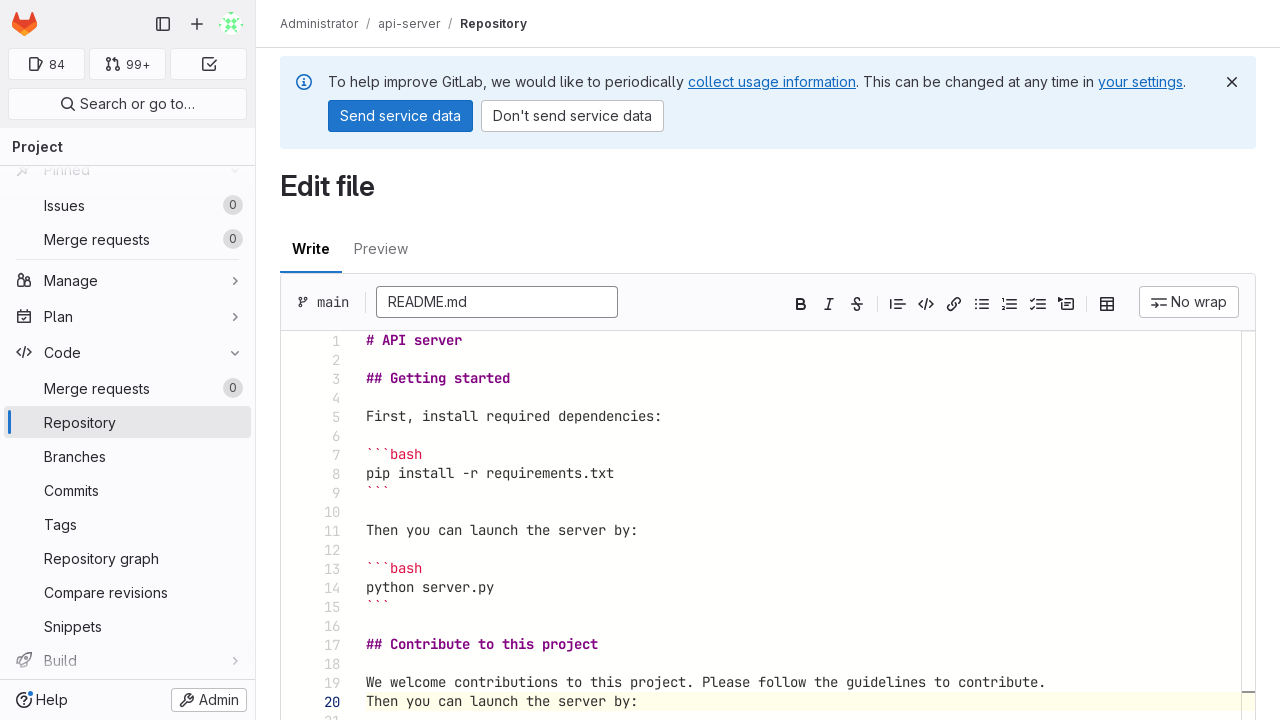 Administrator / api-server / Repository
84
99+
Search or go to…
Project
Pinned
Issues 0
Merge requests 0
Manage
Plan
Code
Merge requests 0
Repository
Branches
Commits
Tags
Repository graph
Compare revisions
Snippets
Build
Help
Admin
To help improve GitLab, we would like to periodically collect usage information. This can be changed at any time in your settings.
Send service data
Don't send service data
Edit file
Write
Preview
main
README.md
No wrap
1 # API server
2
3 ## Getting started
4
5 First, install required dependencies:
6
7 ```bash
8 pip install -r requirements.txt
9 ```
10
11 Then you can launch the server by:
12
13 ```bash
14 python server.py
15 ```
16
17 ## Contribute to this project
18
19 We welcome contributions to this project. Please follow the guidelines to contribute.
20 Then you can launch the server by:
21